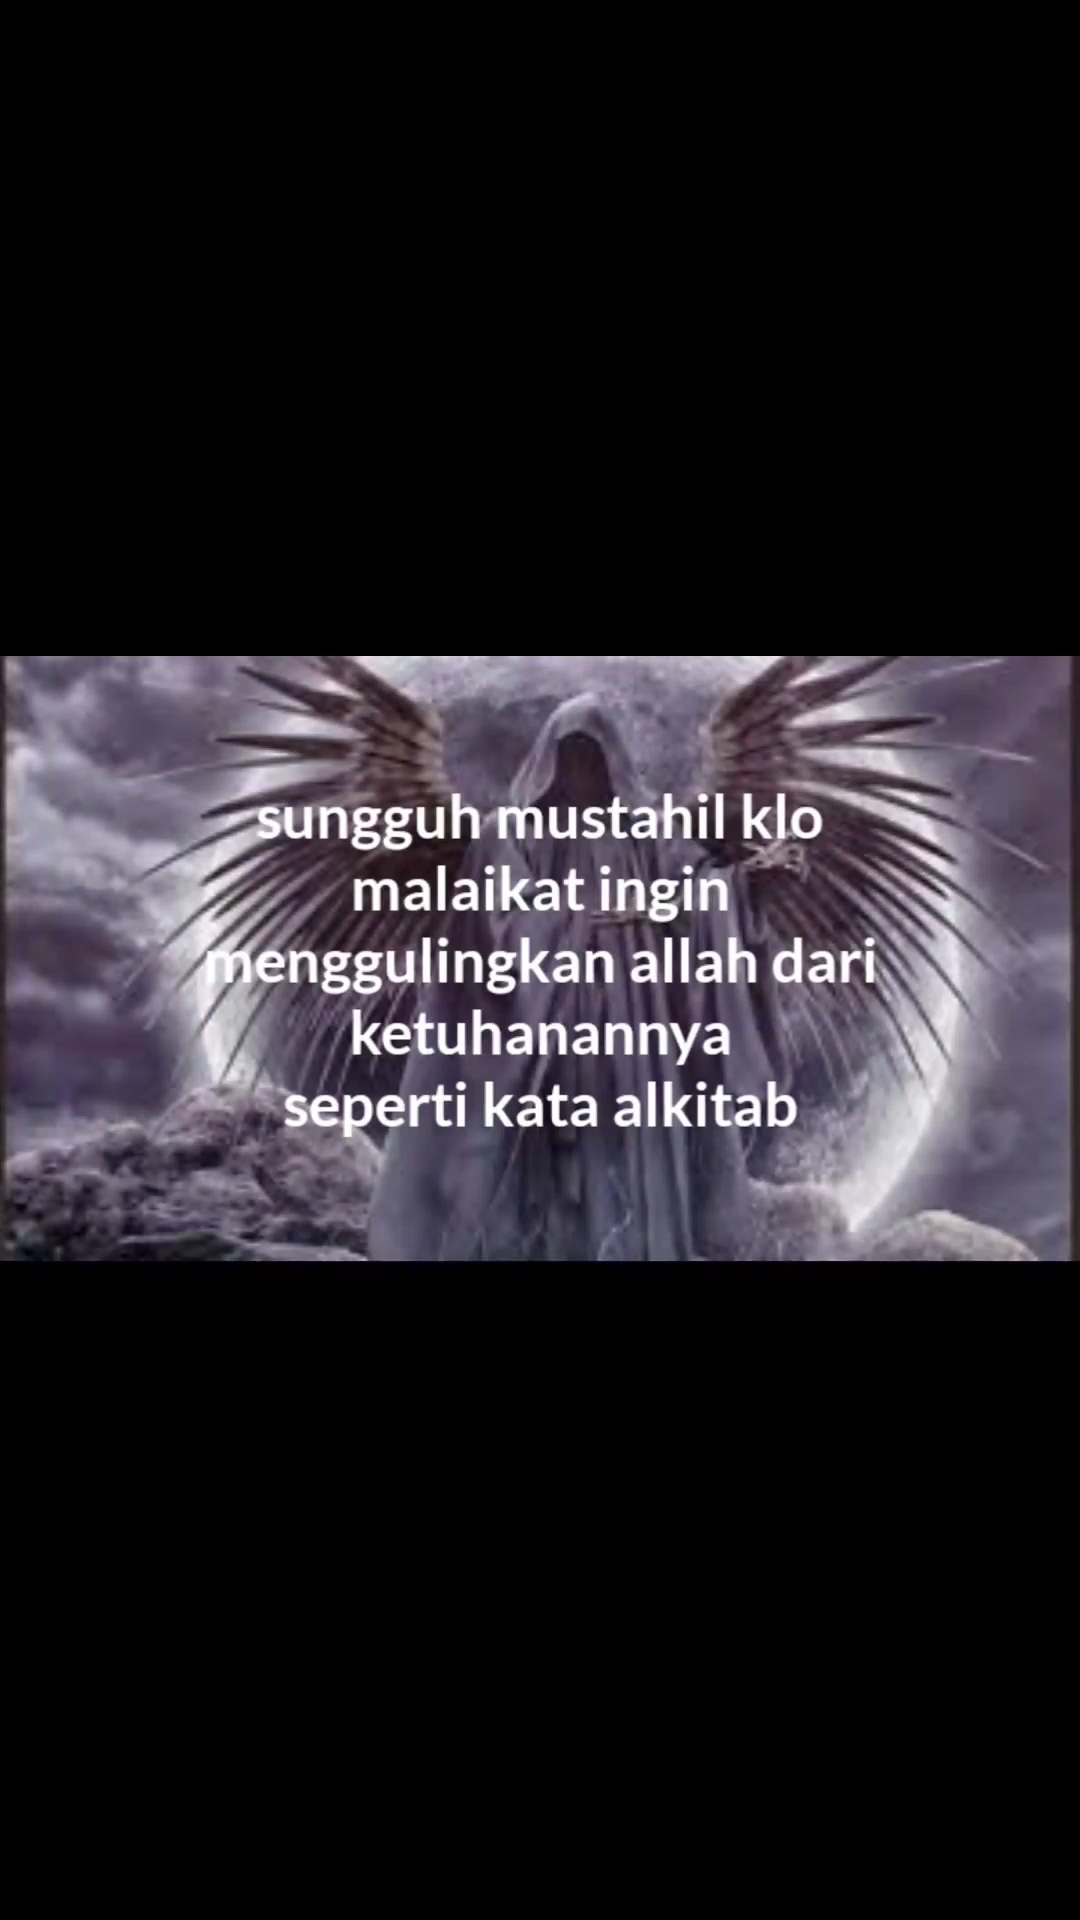 sungguh mustahil klo
malaikat ingin
menggulingkan allah dari
ketuhanannya
seperti kata alkitab